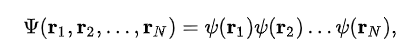 Ψ(r₁, r₂, …, r_N) = ψ(r₁)ψ(r₂) … ψ(r_N),